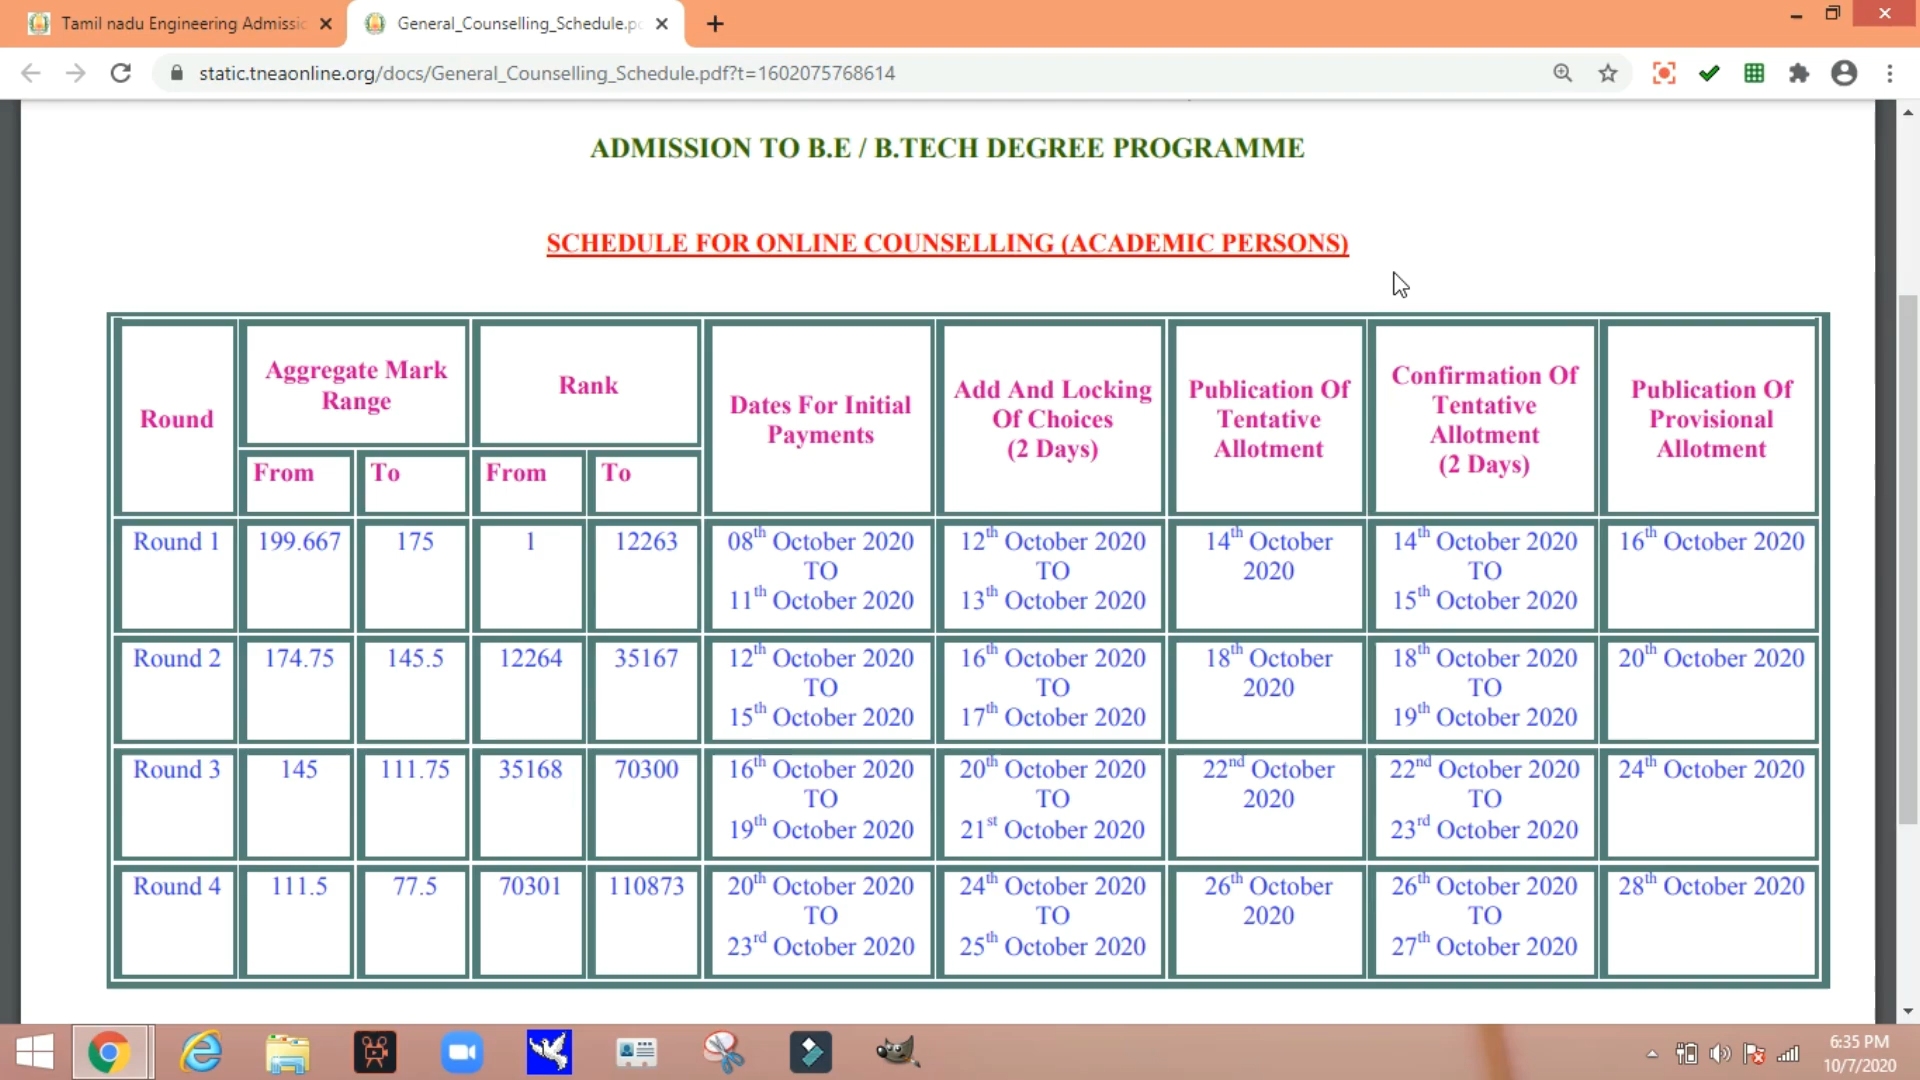 Tamil nadu Engineering Admissio
General_Counselling_Schedule.p
static.tneaonline.org/docs/General_Counselling_Schedule.pdf?t=1602075768614
ADMISSION TO B.E / B.TECH DEGREE PROGRAMME
SCHEDULE FOR ONLINE COUNSELLING (ACADEMIC PERSONS)
Round
Aggregate Mark
Range
Rank
Dates For Initial
Payments
Add And Locking
Of Choices
(2 Days)
Publication Of
Tentative
Allotment
Confirmation Of
Tentative
Allotment
(2 Days)
Publication Of
Provisional
Allotment
From To From To
Round 1 199.667 175 1 12263 08th October 2020 12th October 2020 14th October 14th October 2020 16th October 2020
TO TO 2020 TO
11th October 2020 13th October 2020 15th October 2020
Round 2 174.75 145.5 12264 35167 12th October 2020 16th October 2020 18th October 18th October 2020 20th October 2020
TO TO 2020 TO
15th October 2020 17th October 2020 19th October 2020
Round 3 145 111.75 35168 70300 16th October 2020 20th October 2020 22nd October 22nd October 2020 24th October 2020
TO TO 2020 TO
19th October 2020 21st October 2020 23rd October 2020
Round 4 111.5 77.5 70301 110873 20th October 2020 24th October 2020 26th October 26th October 2020 28th October 2020
TO TO 2020 TO
23rd October 2020 25th October 2020 27th October 2020
6:35 PM
10/7/2020